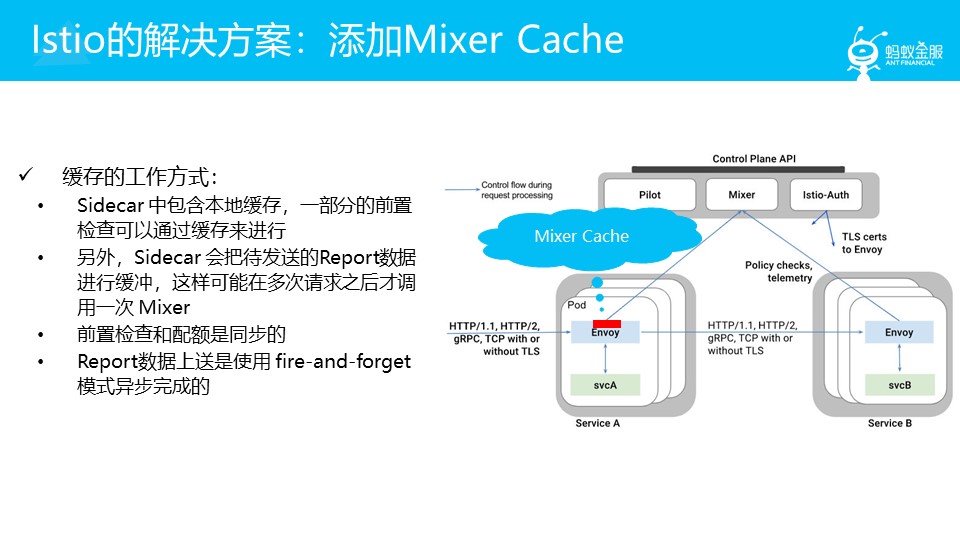 Istio的解决方案：添加Mixer Cache
蚂蚁金服
ANT FINANCIAL
✓ 缓存的工作方式：
• Sidecar 中包含本地缓存，一部分的前置
检查可以通过缓存来进行
• 另外，Sidecar 会把待发送的Report数据
进行缓冲，这样可能在多次请求之后才调
用一次 Mixer
• 前置检查和配额是同步的
• Report数据上送是使用 fire-and-forget
模式异步完成的
Control Plane API
Control flow during
request processing
Pilot
Mixer
Istio-Auth
Mixer Cache
TLS certs
to Envoy
Policy checks,
telemetry
Pod
HTTP/1.1, HTTP/2,
gRPC, TCP with or
without TLS
Envoy
HTTP/1.1, HTTP/2,
gRPC, TCP with or
without TLS
Envoy
svcA
svcB
Service A
Service B